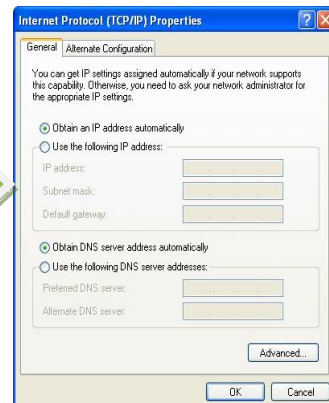 Internet Protocol (TCP/IP) Properties
General
Alternate Configuration
You can get IP settings assigned automatically if your network supports
this capability. Otherwise, you need to ask your network administrator for
the appropriate IP settings.
Obtain an IP address automatically
Use the following IP address:
IP address:
Subnet mask:
Default gateway:
Obtain DNS server address automatically
Use the following DNS server addresses:
Preferred DNS server:
Alternate DNS server:
Advanced...
OK
Cancel